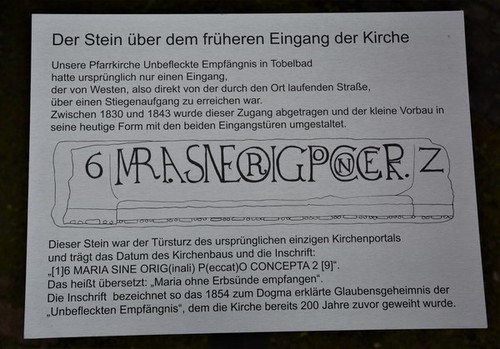 Der Stein über dem früheren Eingang der Kirche
Unsere Pfarrkirche Unbefleckte Empfängnis in Tobelbad
hatte ursprünglich nur einen Eingang,
der von Westen, also direkt von der durch den Ort laufenden Straße,
über einen Stiegenaufgang zu erreichen war.
Zwischen 1830 und 1843 wurde dieser Zugang abgetragen und der kleine Vorbau in
seine heutige Form mit den beiden Eingangstüren umgestaltet.
6 MRASNEORIGPONCER. Z
Dieser Stein war der Türsturz des ursprünglichen einzigen Kirchenportals
und trägt das Datum des Kirchenbaus und die Inschrift:
„[1]6 MARIA SINE ORIG(inali) P(eccat)O CONCEPTA 2 [9]“.
Das heißt übersetzt: „Maria ohne Erbsünde empfangen“.
Die Inschrift bezeichnet so das 1854 zum Dogma erklärte Glaubensgeheimnis der
„Unbefleckten Empfängnis“, dem die Kirche bereits 200 Jahre zuvor geweiht wurde.